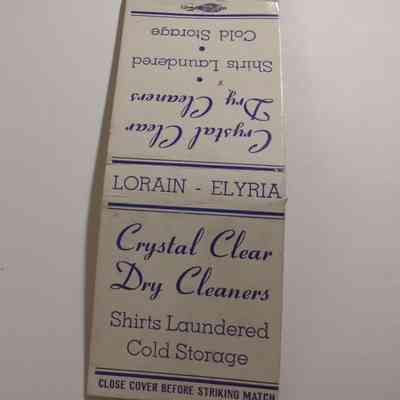 Cold Storage
•
Shirts Laundered
•
Crystal Clear
Dry Cleaners
LORAIN - ELYRIA
Crystal Clear
Dry Cleaners
Shirts Laundered
Cold Storage
CLOSE COVER BEFORE STRIKING MATCH